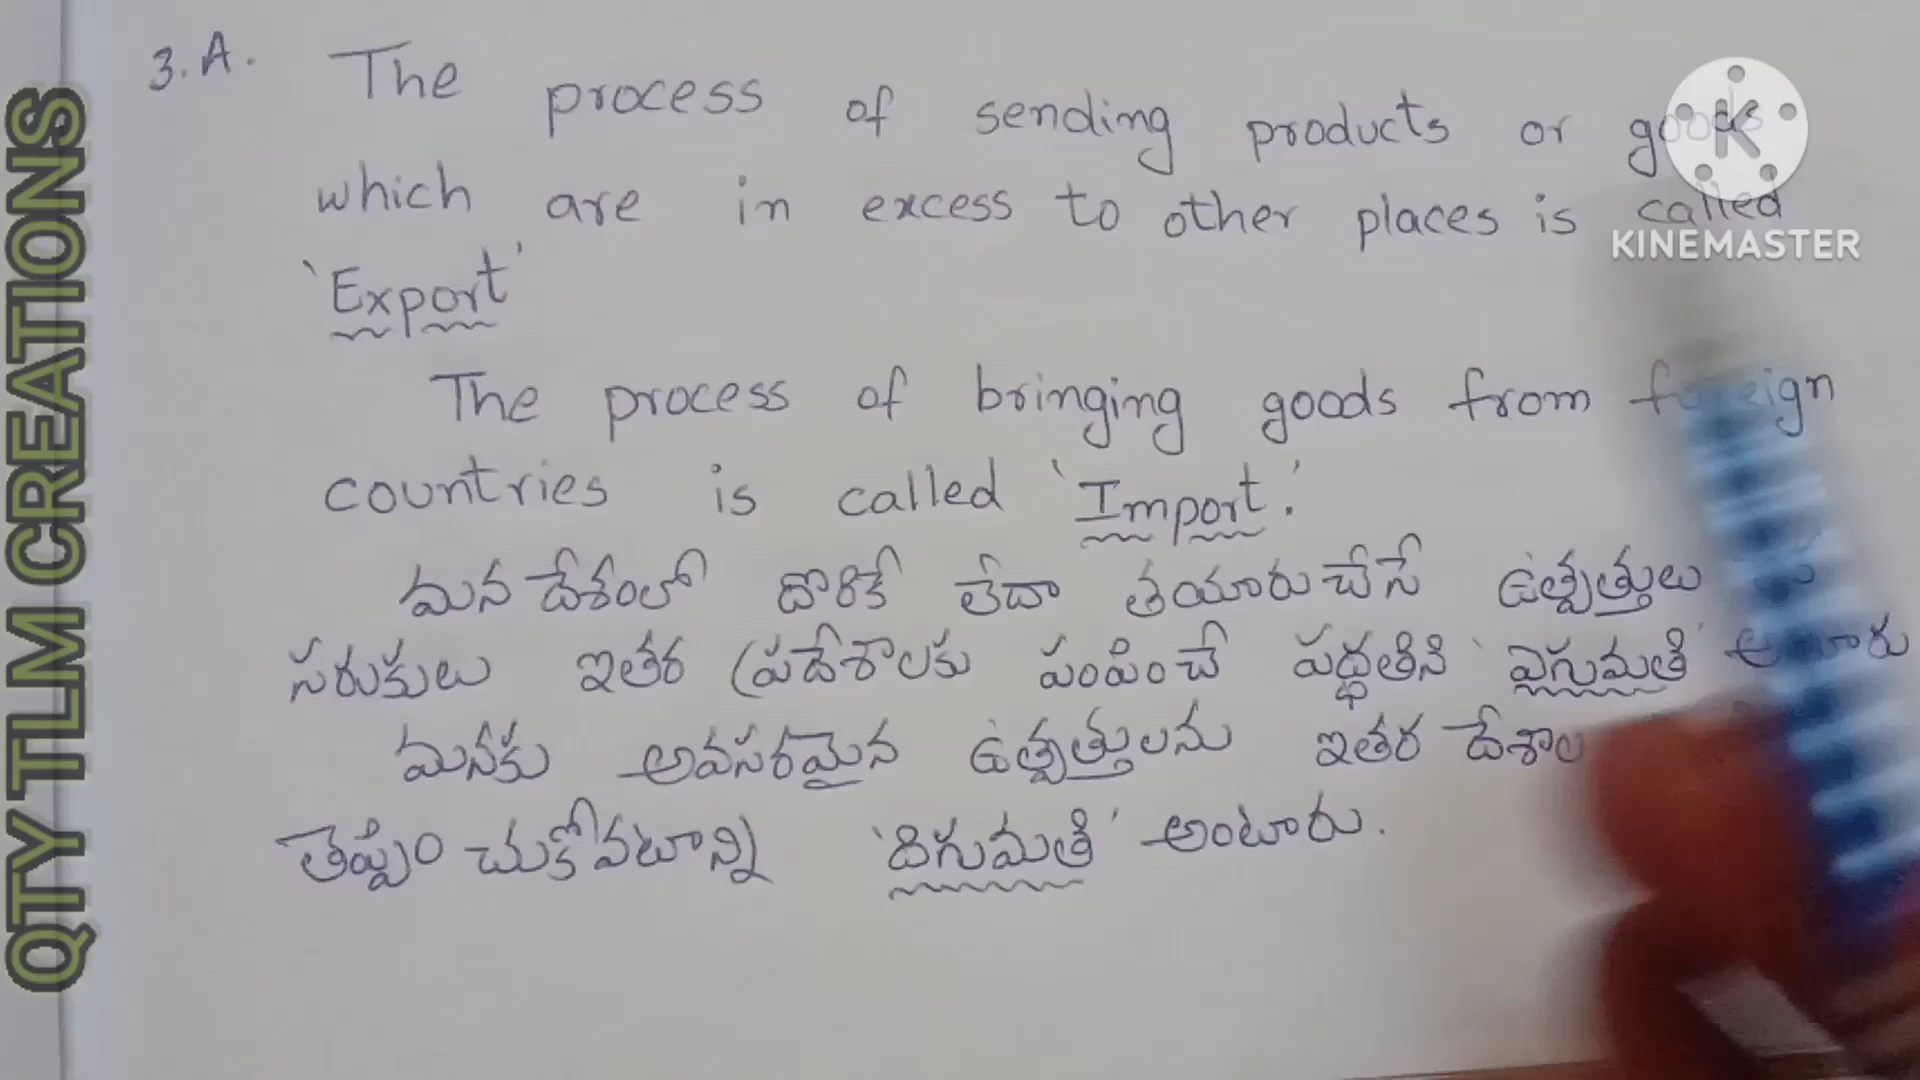 QTY TLM CREATIONS
3.A. The process of sending products or goods
which are in excess to other places is called
'Export'
The process of bringing goods from foreign
countries is called 'Import.'
మన దేశంలో దొరికే లేదా తయారుచేసే ఉత్పత్తులు
సరుకులు ఇతర ప్రదేశాలకు పంపించే పద్ధతిని 'ఎగుమతి' అంటారు
మనకు అవసరమైన ఉత్పత్తులను ఇతర దేశాల
తెప్పించుకోవటాన్ని 'దిగుమతి' అంటారు.
K
KINEMASTER